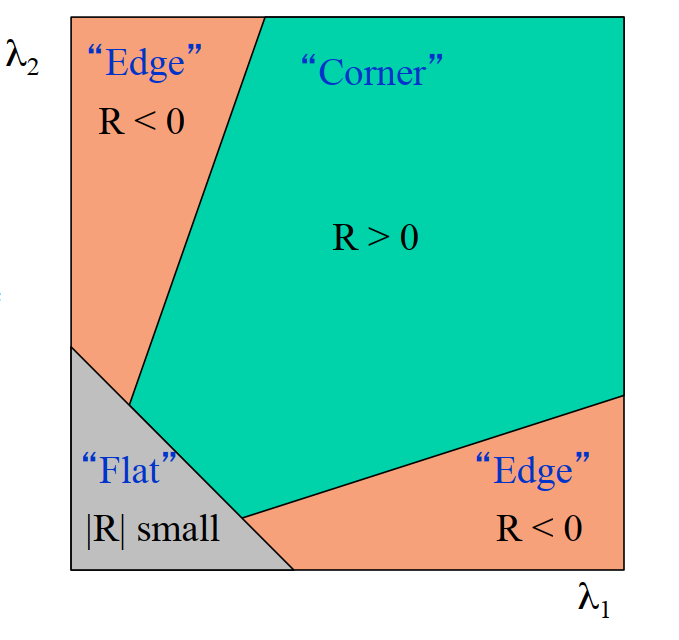 λ2
“Edge”
R < 0
“Corner”
R > 0
“Flat”
|R| small
“Edge”
R < 0
λ1